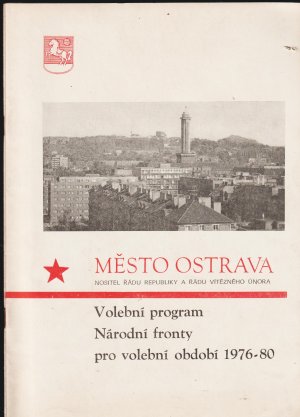 MĚSTO OSTRAVA
NOSITEL ŘÁDU REPUBLIKY A ŘÁDU VÍTĚZNÉHO ÚNORA
Volební program
Národní fronty
pro volební období 1976-80